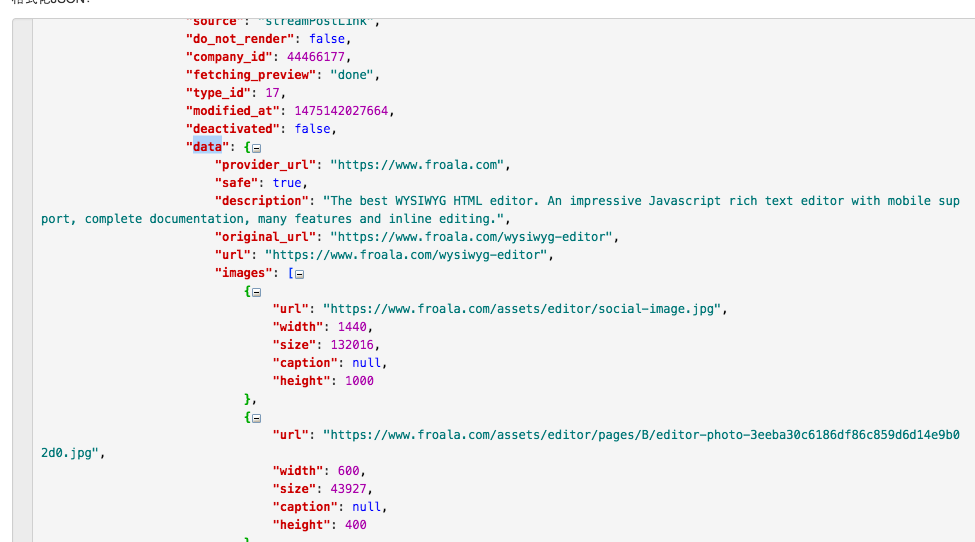 格式化JSON:
"source": "streamPostLink",
"do_not_render": false,
"company_id": 44466177,
"fetching_preview": "done",
"type_id": 17,
"modified_at": 1475142027664,
"deactivated": false,
"data": {
"provider_url": "https://www.froala.com",
"safe": true,
"description": "The best WYSIWYG HTML editor. An impressive Javascript rich text editor with mobile sup
port, complete documentation, many features and inline editing.",
"original_url": "https://www.froala.com/wysiwyg-editor",
"url": "https://www.froala.com/wysiwyg-editor",
"images": [
{
"url": "https://www.froala.com/assets/editor/social-image.jpg",
"width": 1440,
"size": 132016,
"caption": null,
"height": 1000
},
{
"url": "https://www.froala.com/assets/editor/pages/B/editor-photo-3eeba30c6186df86c859d6d14e9b0
2d0.jpg",
"width": 600,
"size": 43927,
"caption": null,
"height": 400
}